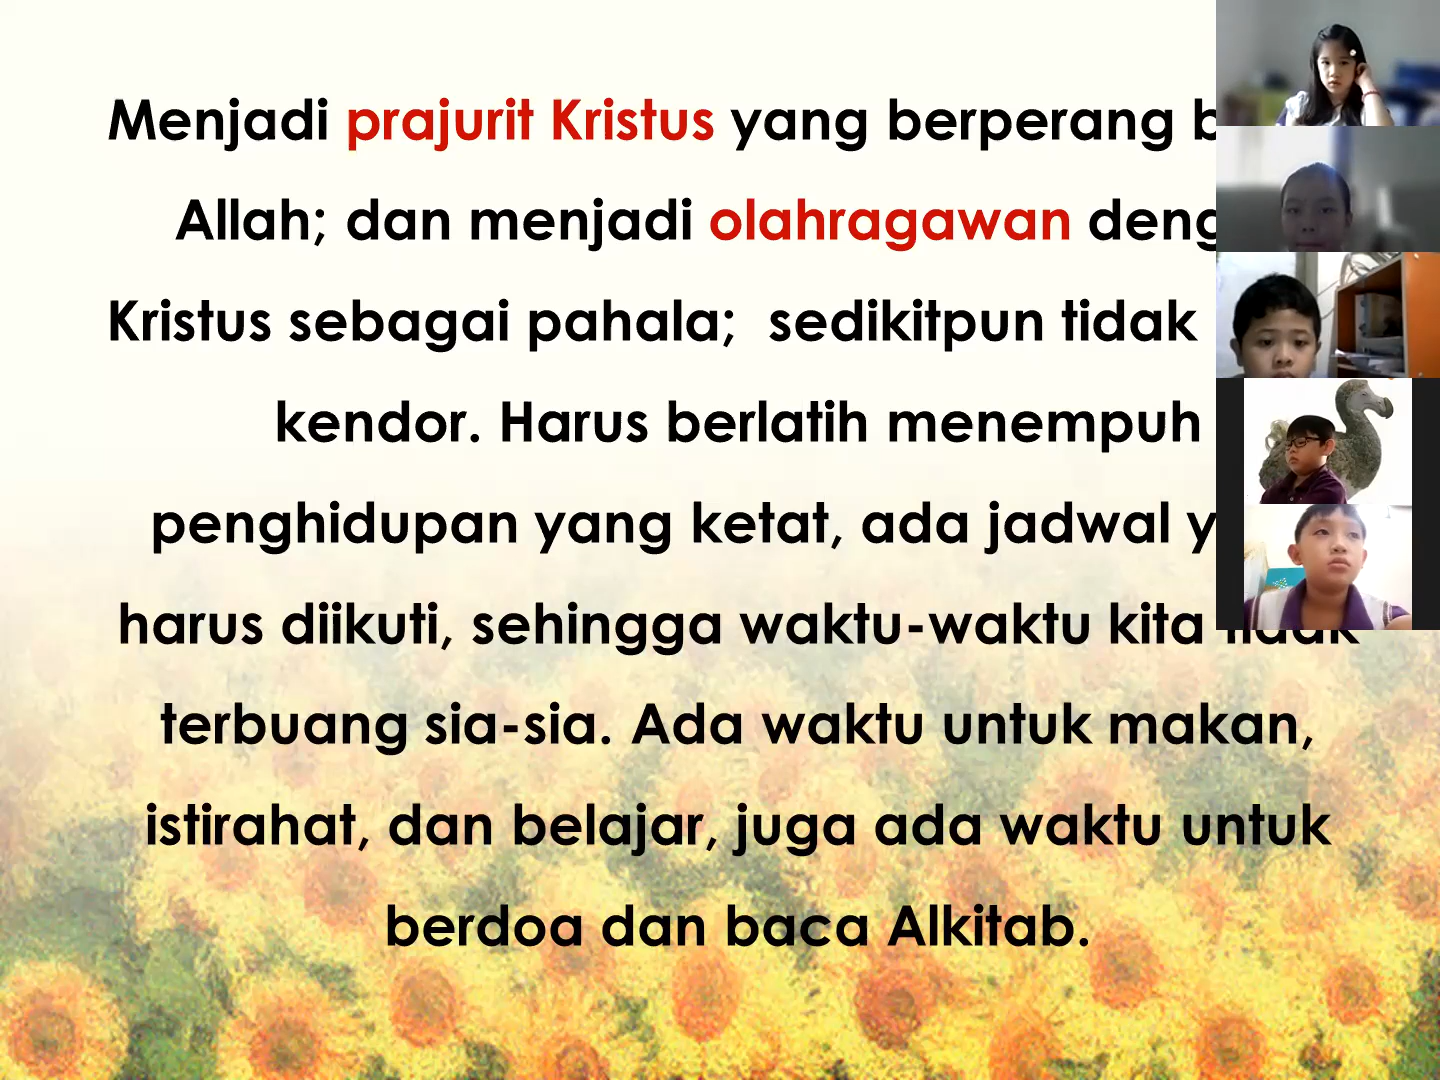 Menjadi prajurit Kristus yang berperang
Allah; dan menjadi olahragawan
Kristus sebagai pahala; sedikitpun tidak
kendor. Harus berlatih menempuh
penghidupan yang ketat, ada jadwal
harus diikuti, sehingga waktu-waktu kita tidak
terbuang sia-sia. Ada waktu untuk makan,
istirahat, dan belajar, juga ada waktu untuk
berdoa dan baca Alkitab.